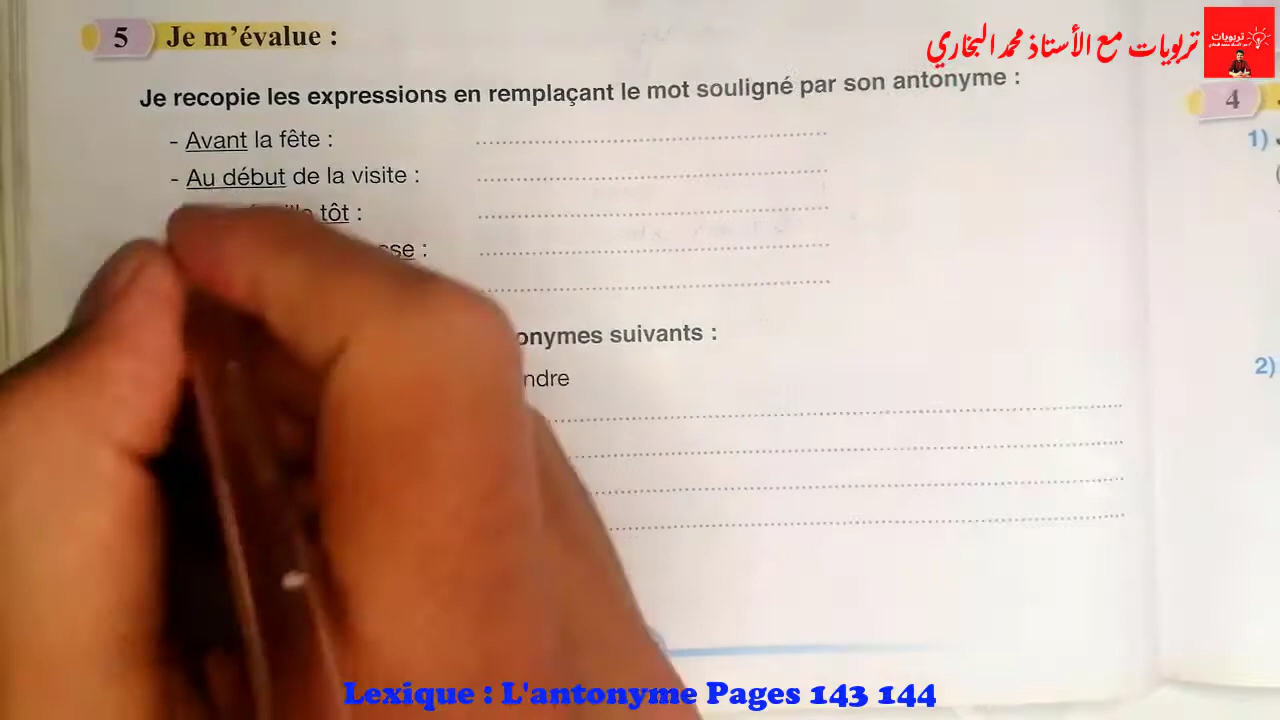 5 Je m'évalue :
تربويات مع الأستاذ محمد البخاري
تربويات
Je recopie les expressions en remplaçant le mot souligné par son antonyme :
- Avant la fête :
- Au début de la visite :
tôt :
:
onymes suivants :
ndre
4
1)
2)
Lexique : L'antonyme Pages 143 144